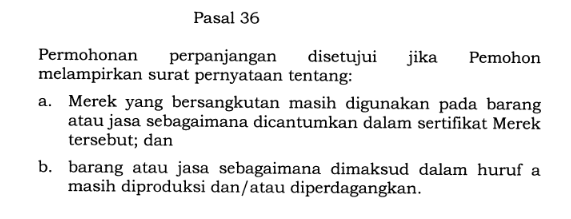 Pasal 36
Permohonan perpanjangan disetujui jika Pemohon
melampirkan surat pernyataan tentang:
a. Merek yang bersangkutan masih digunakan pada barang
atau jasa sebagaimana dicantumkan dalam sertifikat Merek
tersebut; dan
b. barang atau jasa sebagaimana dimaksud dalam huruf a
masih diproduksi dan/atau diperdagangkan.